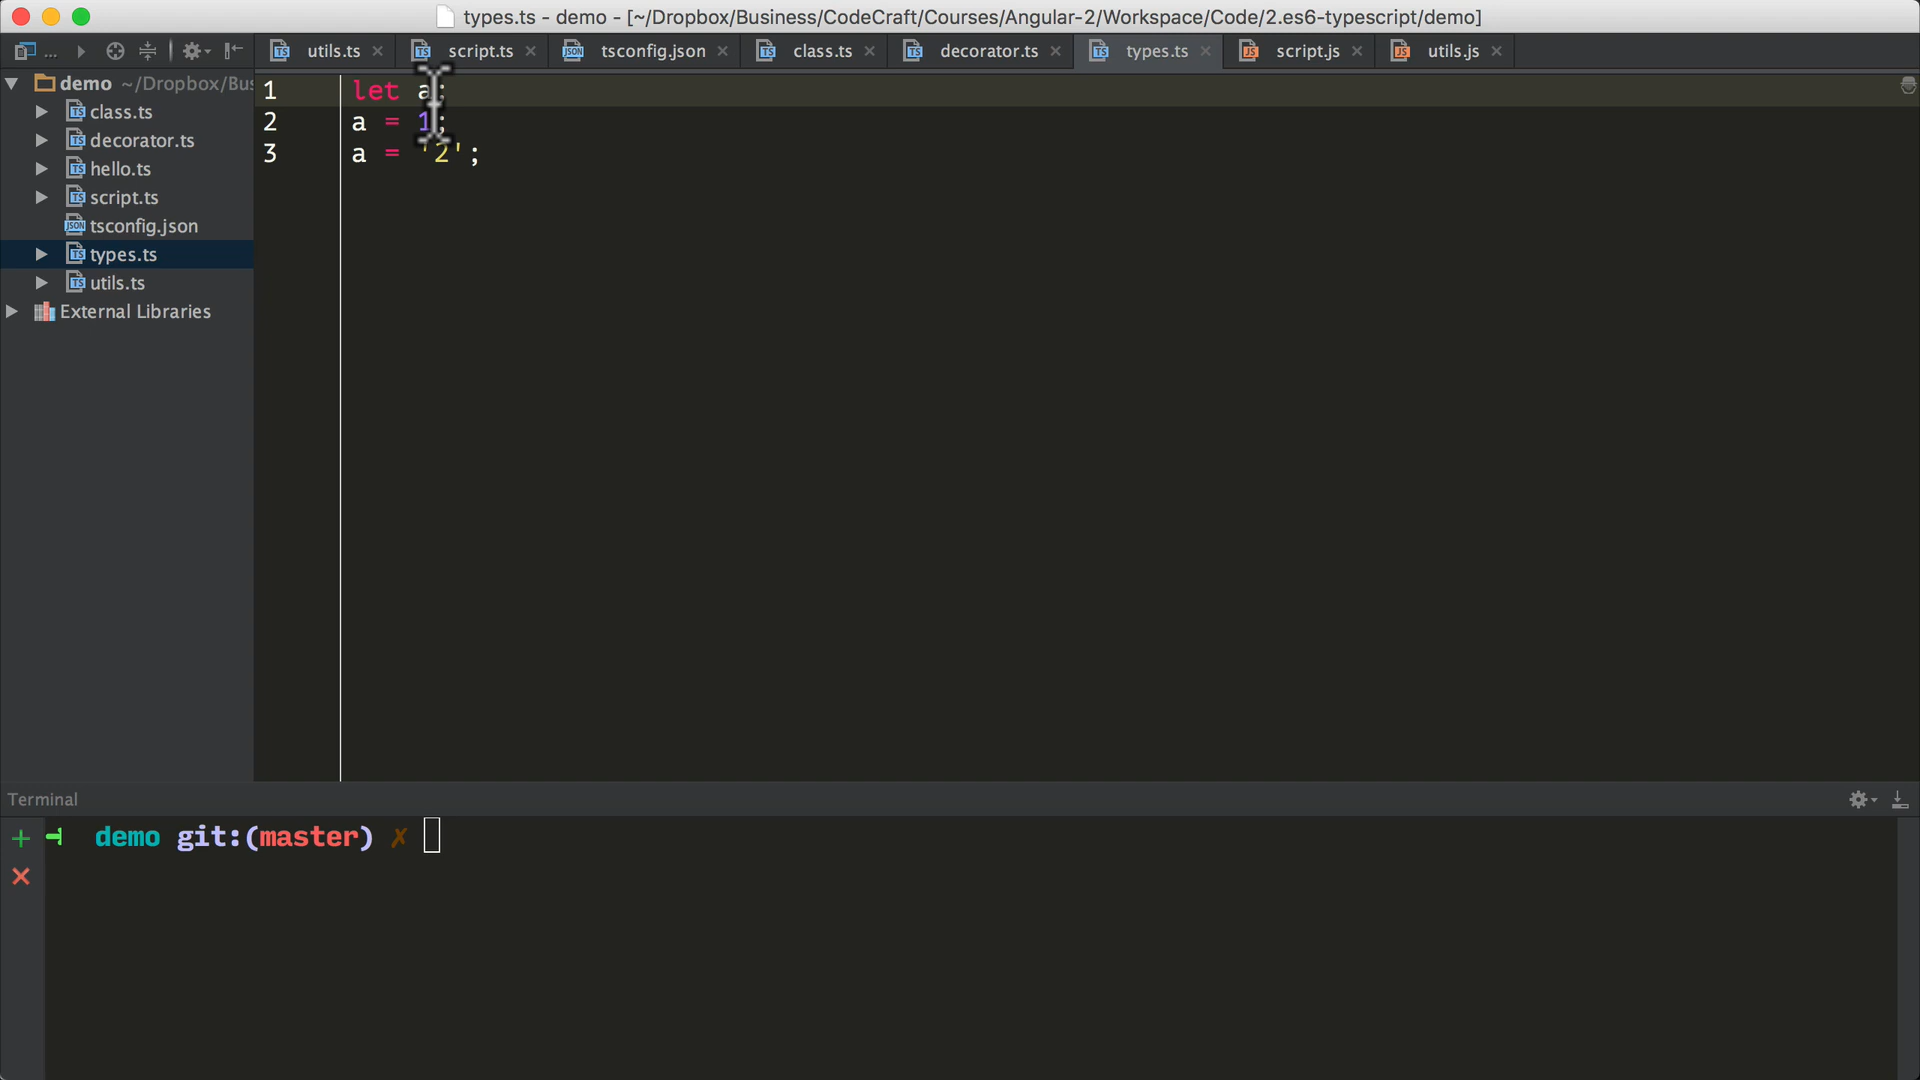 types.ts - demo - [~/Dropbox/Business/CodeCraft/Courses/Angular-2/Workspace/Code/2.es6-typescript/demo]
... utils.ts script.ts tsconfig.json class.ts decorator.ts types.ts script.js utils.js
demo ~/Dropbox/Bus
class.ts
decorator.ts
hello.ts
script.ts
tsconfig.json
types.ts
utils.ts
External Libraries
1 let a;
2 a = 1;
3 a = '2';
Terminal
demo git:(master) ✗